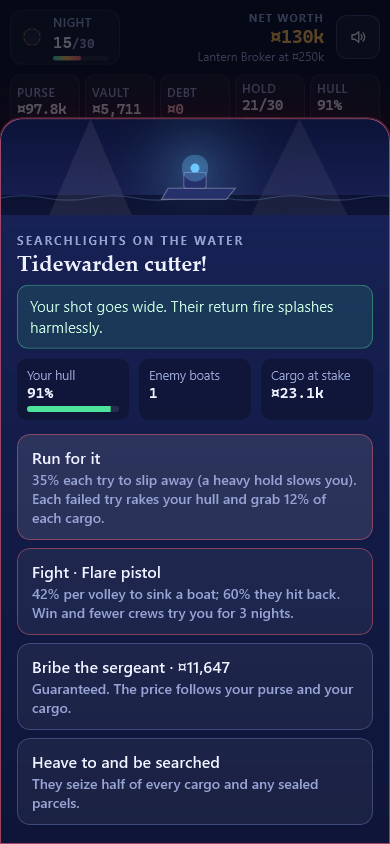 NIGHT
15/30
NET WORTH
¤130k
Lantern Broker at ¤250k
PURSE
¤97.8k
VAULT
¤5,711
DEBT
¤0
HOLD
21/30
HULL
91%
SEARCHLIGHTS ON THE WATER
Tidewarden cutter!
Your shot goes wide. Their return fire splashes
harmlessly.
Your hull
91%
Enemy boats
1
Cargo at stake
¤23.1k
Run for it
35% each try to slip away (a heavy hold slows you).
Each failed try rakes your hull and grab 12% of
each cargo.
Fight · Flare pistol
42% per volley to sink a boat; 60% they hit back.
Win and fewer crews try you for 3 nights.
Bribe the sergeant · ¤11,647
Guaranteed. The price follows your purse and your
cargo.
Heave to and be searched
They seize half of every cargo and any sealed
parcels.